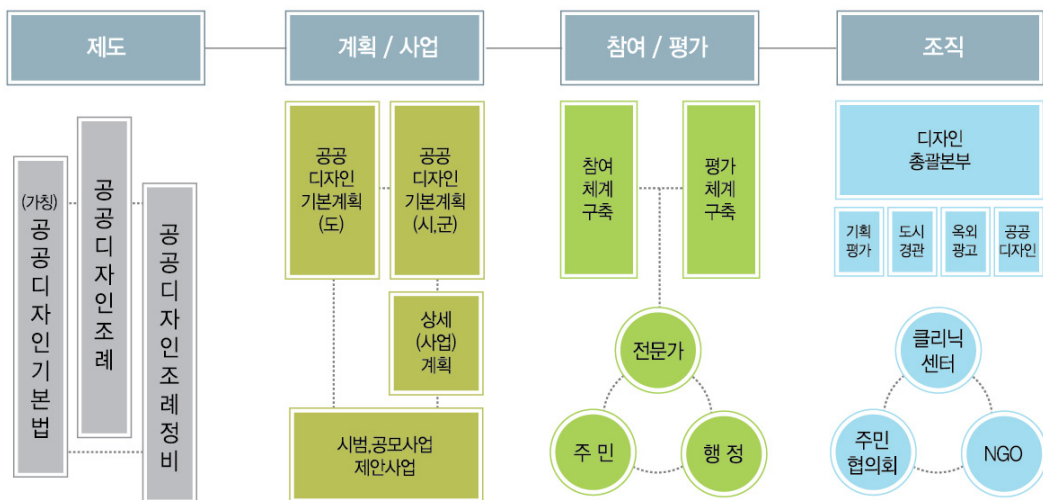 제도
계획 / 사업
참여 / 평가
조직
(가칭)
공공디자인기본법
공공디자인조례
공공디자인조례정비
공공
디자인
기본계획
(도)
공공
디자인
기본계획
(시,군)
상세
(사업)
계획
시범,공모사업
제안사업
참여
체계
구축
평가
체계
구축
전문가
주 민
행 정
디자인
총괄본부
기획
평가
도시
경관
옥외
광고
공공
디자인
클리닉
센터
주민
협의회
NGO